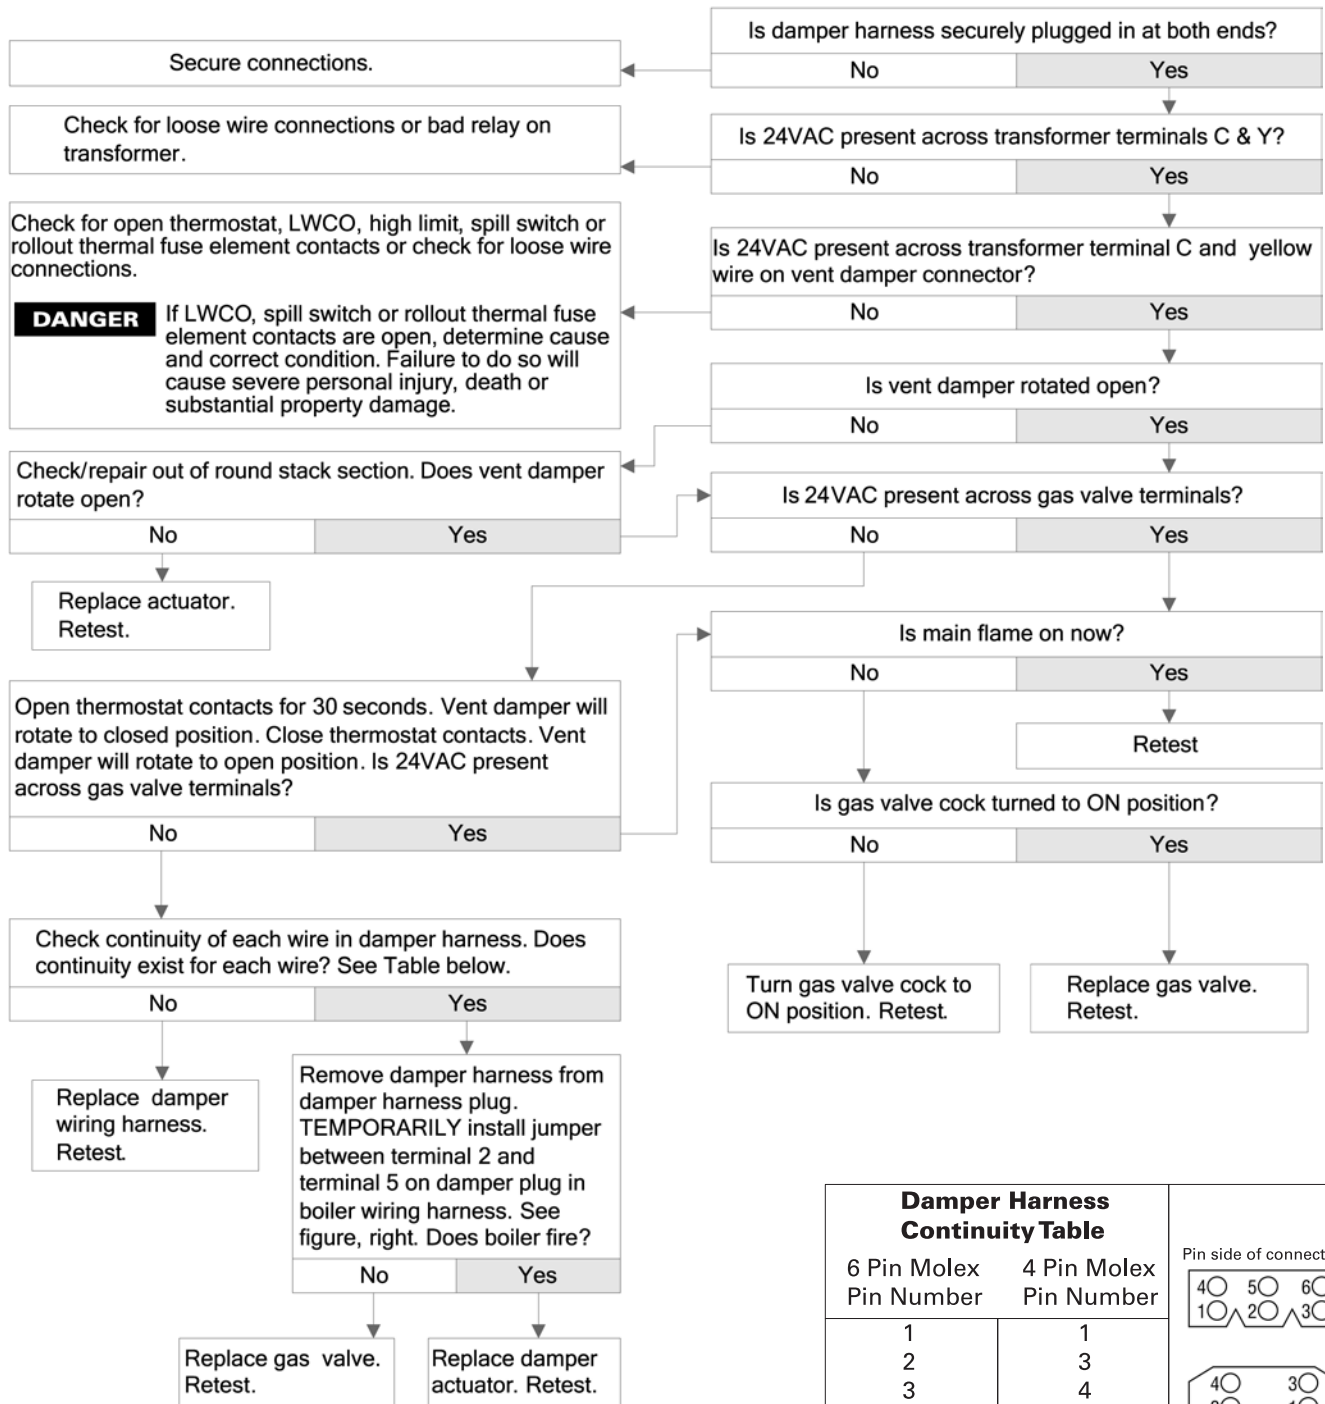 Is damper harness securely plugged in at both ends?
No
Yes
Secure connections.
Is 24VAC present across transformer terminals C & Y?
No
Yes
Check for loose wire connections or bad relay on
transformer.
Is 24VAC present across transformer terminal C and yellow
wire on vent damper connector?
No
Yes
Check for open thermostat, LWCO, high limit, spill switch or
rollout thermal fuse element contacts or check for loose wire
connections.
DANGER
If LWCO, spill switch or rollout thermal fuse
element contacts are open, determine cause
and correct condition. Failure to do so will
cause severe personal injury, death or
substantial property damage.
Is vent damper rotated open?
No
Yes
Check/repair out of round stack section. Does vent damper
rotate open?
No
Yes
Replace actuator.
Retest.
Is 24VAC present across gas valve terminals?
No
Yes
Open thermostat contacts for 30 seconds. Vent damper will
rotate to closed position. Close thermostat contacts. Vent
damper will rotate to open position. Is 24VAC present
across gas valve terminals?
No
Yes
Is main flame on now?
No
Yes
Retest
Is gas valve cock turned to ON position?
No
Yes
Turn gas valve cock to
ON position. Retest.
Replace gas valve.
Retest.
Check continuity of each wire in damper harness. Does
continuity exist for each wire? See Table below.
No
Yes
Replace damper
wiring harness.
Retest.
Remove damper harness from
damper harness plug.
TEMPORARILY install jumper
between terminal 2 and
terminal 5 on damper plug in
boiler wiring harness. See
figure, right. Does boiler fire?
No
Yes
Replace gas valve.
Retest.
Replace damper
actuator. Retest.
Damper Harness
Continuity Table
6 Pin Molex
Pin Number
4 Pin Molex
Pin Number
1 1
2 3
3 4
Pin side of connect
4 5 6
1 2 3
4 3